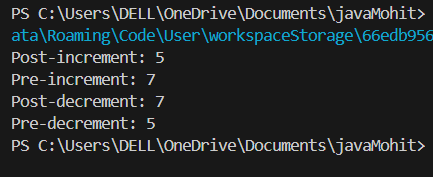 PS C:\Users\DELL\OneDrive\Documents\javaMohit>
ata\Roaming\Code\User\workspaceStorage\66edb956
Post-increment: 5
Pre-increment: 7
Post-decrement: 7
Pre-decrement: 5
PS C:\Users\DELL\OneDrive\Documents\javaMohit>